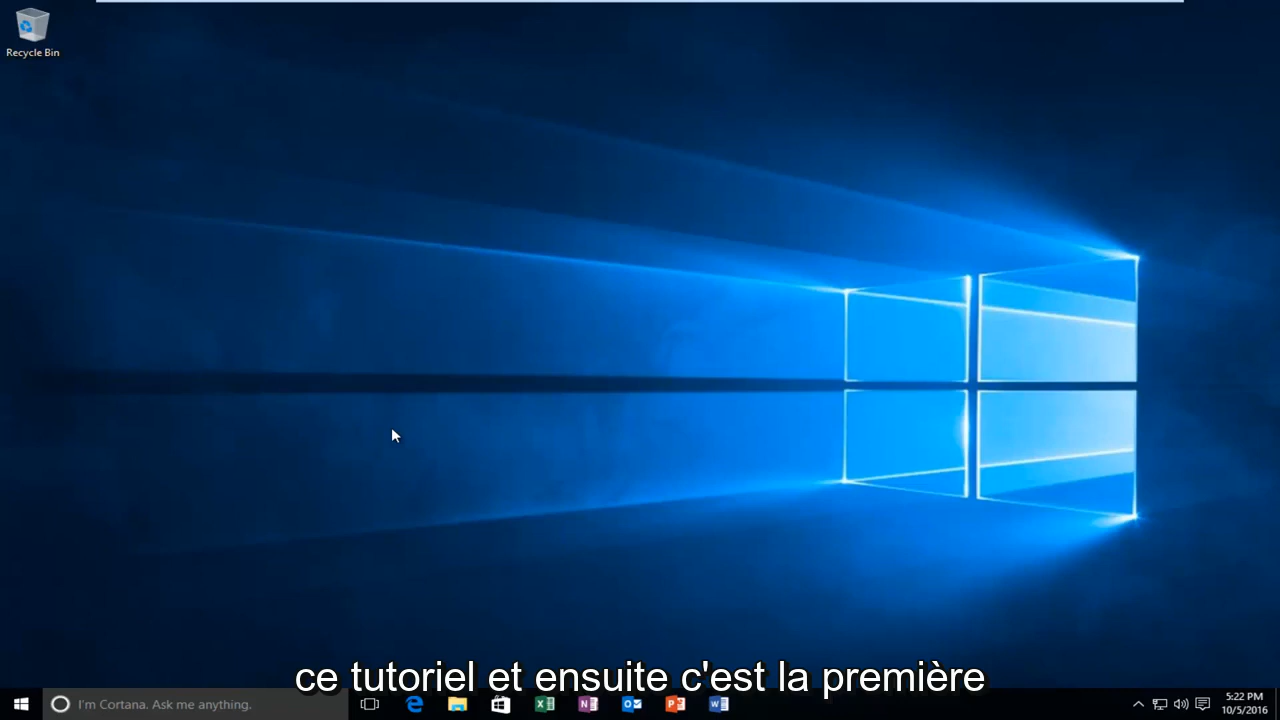 Recycle Bin
ce tutoriel et ensuite c'est la première
I'm Cortana. Ask me anything.
5:22 PM
10/5/2016